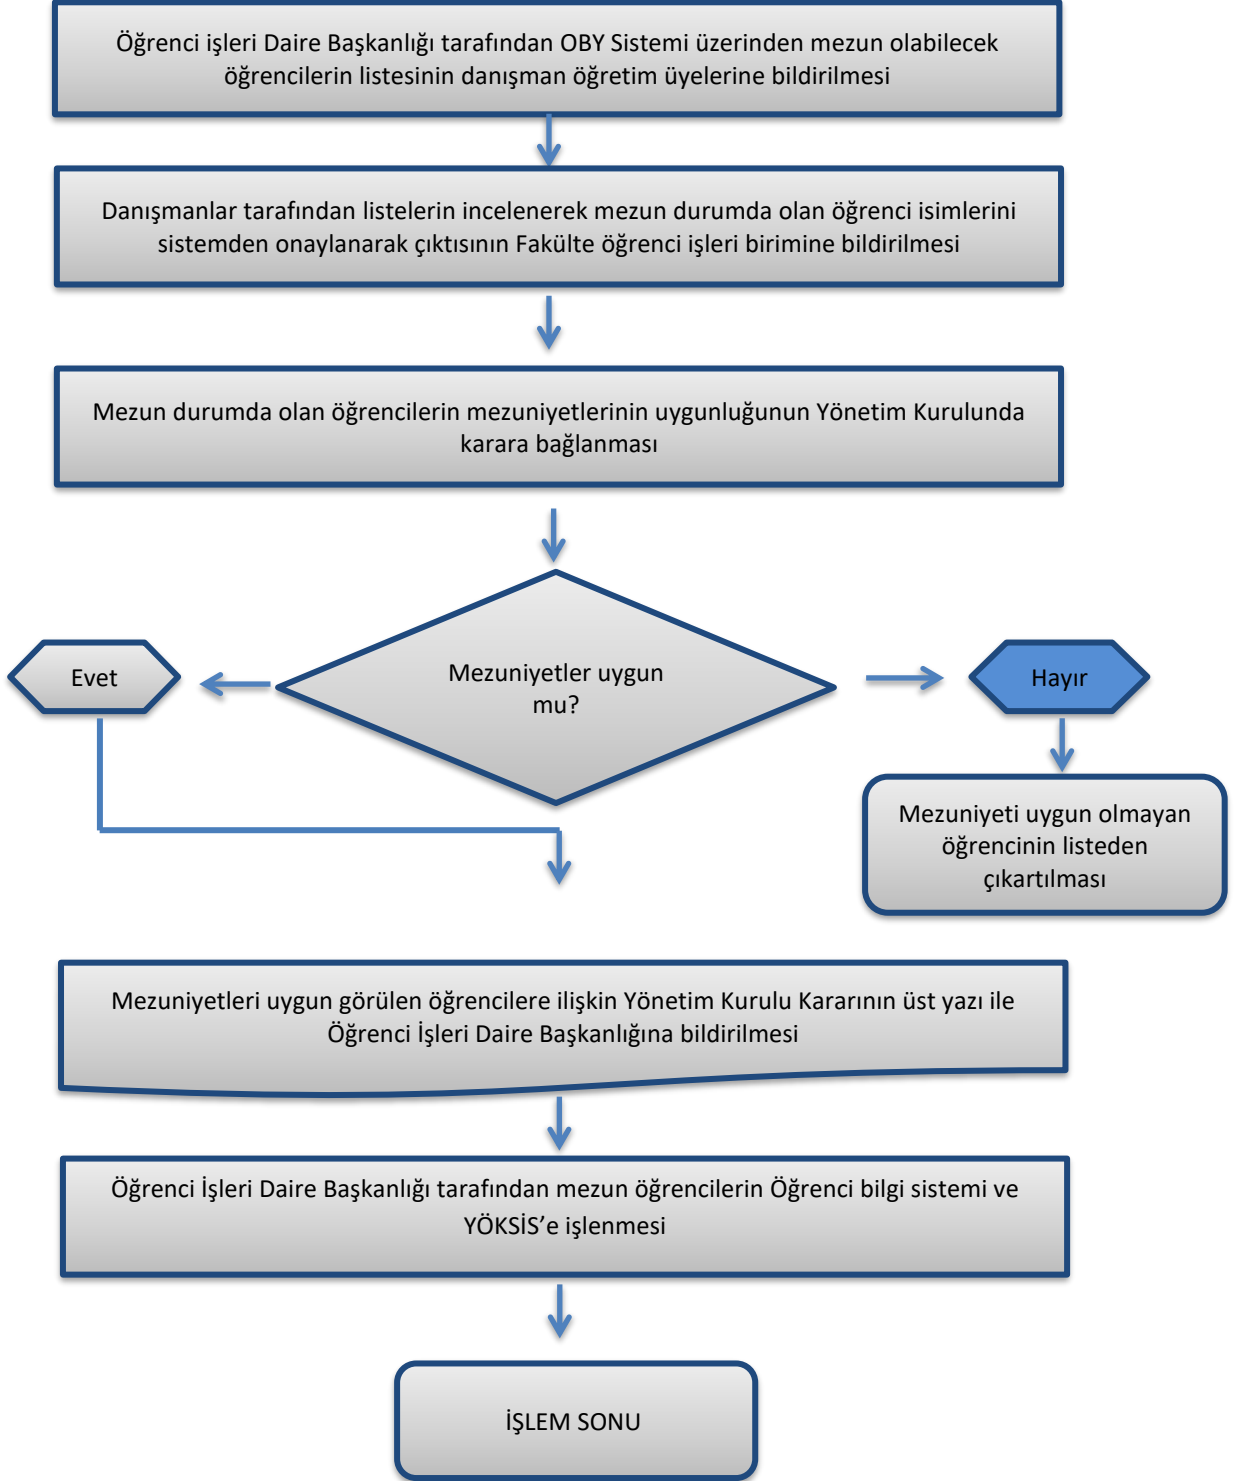 Öğrenci işleri Daire Başkanlığı tarafından OBY Sistemi üzerinden mezun olabilecek
öğrencilerin listesinin danışman öğretim üyelerine bildirilmesi
Danışmanlar tarafından listelerin incelenerek mezun durumda olan öğrenci isimlerini
sistemden onaylanarak çıktısının Fakülte öğrenci işleri birimine bildirilmesi
Mezun durumda olan öğrencilerin mezuniyetlerinin uygunluğunun Yönetim Kurulunda
karara bağlanması
Mezuniyetler uygun
mu?
Evet
Hayır
Mezuniyeti uygun olmayan
öğrencinin listeden
çıkartılması
Mezuniyetleri uygun görülen öğrencilere ilişkin Yönetim Kurulu Kararının üst yazı ile
Öğrenci İşleri Daire Başkanlığına bildirilmesi
Öğrenci İşleri Daire Başkanlığı tarafından mezun öğrencilerin Öğrenci bilgi sistemi ve
YÖKSİS’e işlenmesi
İŞLEM SONU